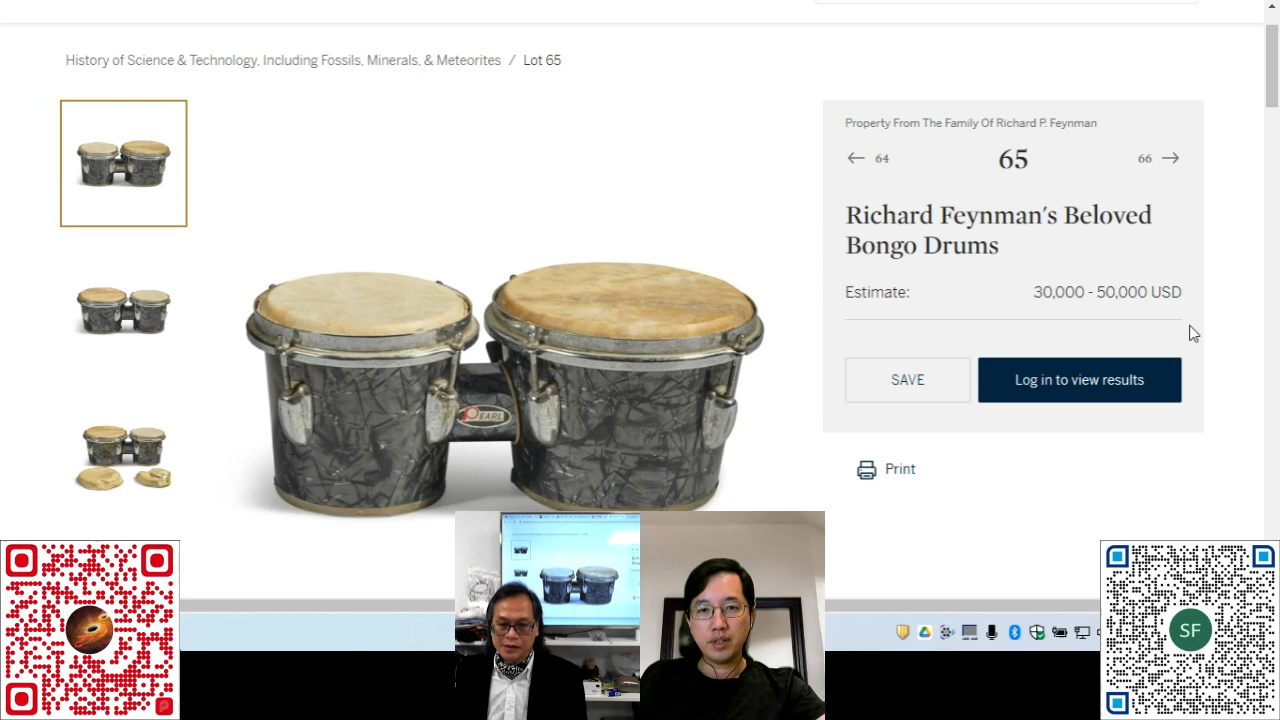 History of Science & Technology, Including Fossils, Minerals, & Meteorites / Lot 65
Property From The Family Of Richard P. Feynman
64
65
66
Richard Feynman's Beloved
Bongo Drums
Estimate:
30,000 - 50,000 USD
SAVE
Log in to view results
Print
PEARL
SF